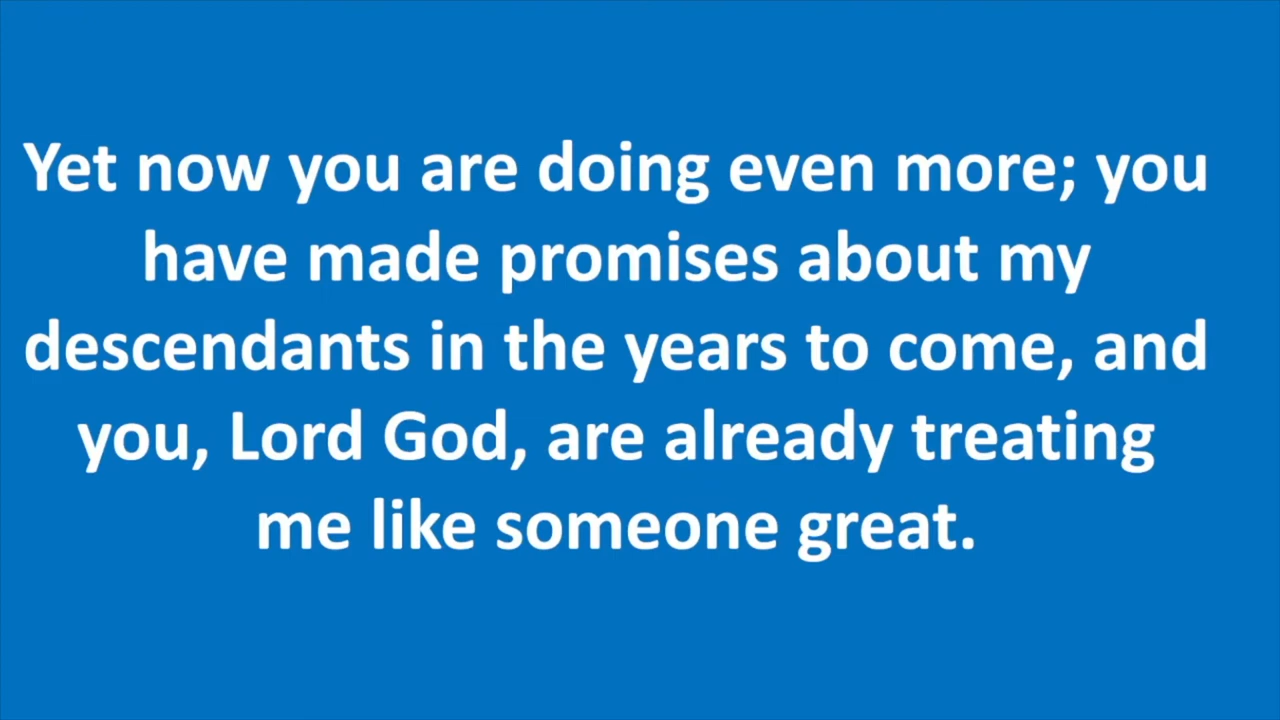 Yet now you are doing even more; you
have made promises about my
descendants in the years to come, and
you, Lord God, are already treating
me like someone great.